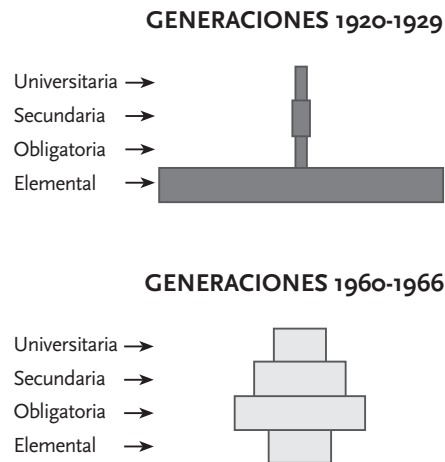 GENERACIONES 1920-1929
Universitaria
Secundaria
Obligatoria
Elemental
GENERACIONES 1960-1966
Universitaria
Secundaria
Obligatoria
Elemental